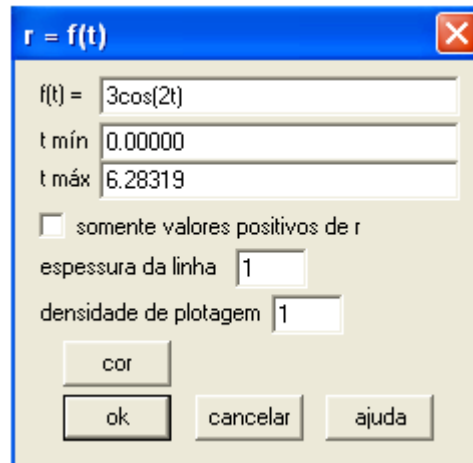 r = f(t)
f(t) = 3cos(2t)
t mín 0.00000
t máx 6.28319
somente valores positivos de r
espessura da linha 1
densidade de plotagem 1
cor
ok cancelar ajuda